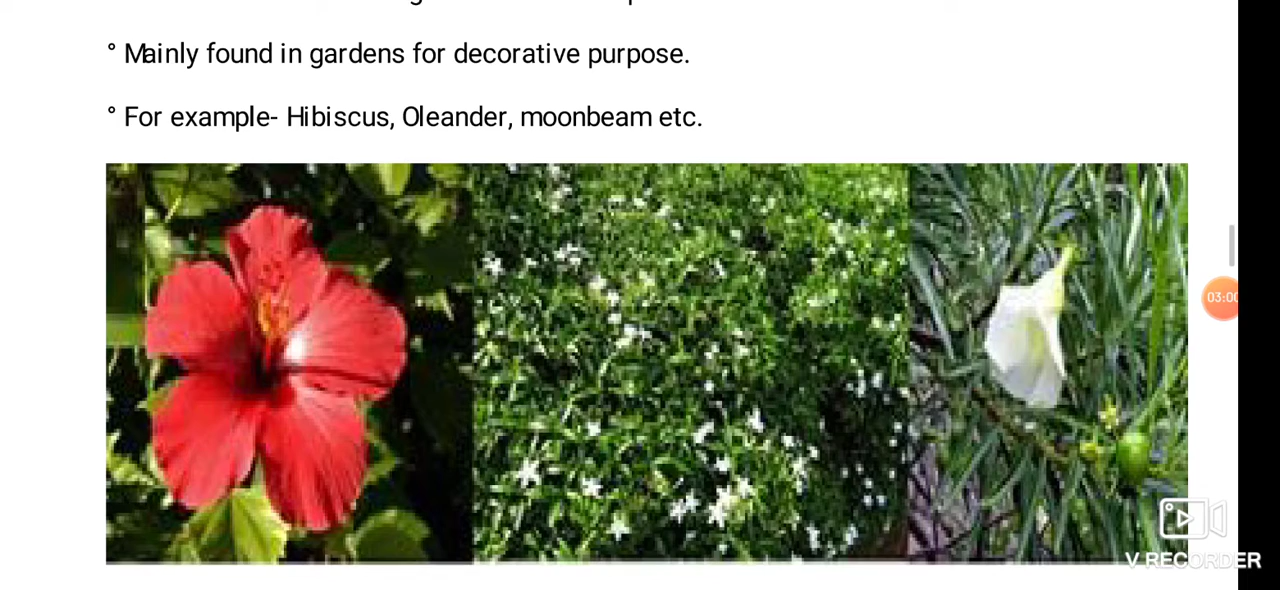 ° Mainly found in gardens for decorative purpose.
° For example- Hibiscus, Oleander, moonbeam etc.
03:00
V RECORDER